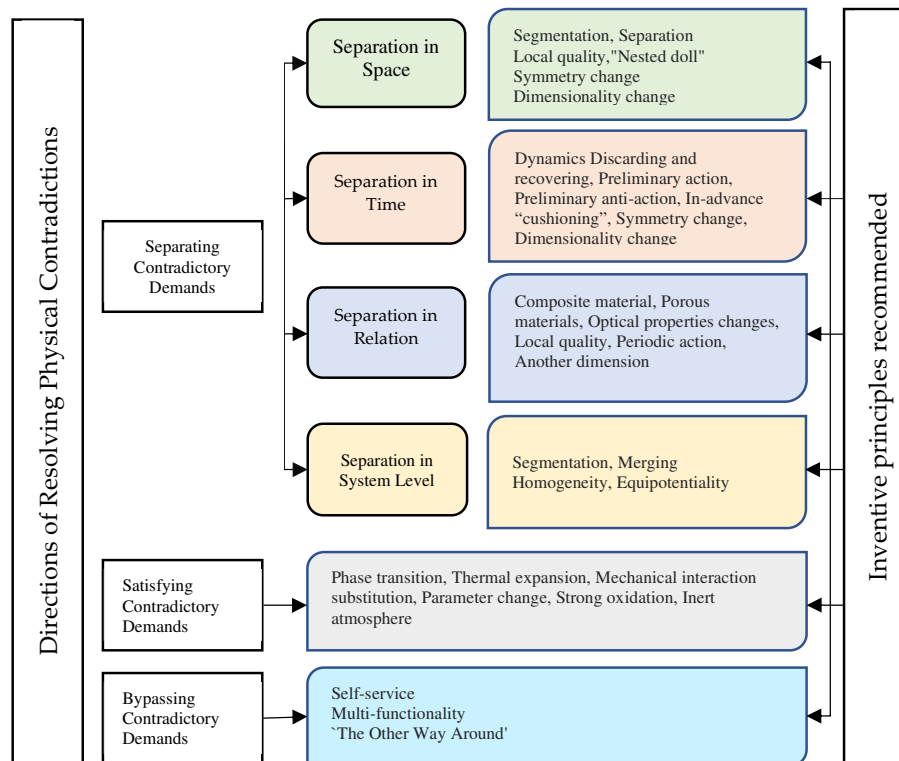 Directions of Resolving Physical Contradictions
Separating
Contradictory
Demands
Separation in
Space
Segmentation, Separation
Local quality,"Nested doll"
Symmetry change
Dimensionality change
Separation in
Time
Dynamics Discarding and
recovering, Preliminary action,
Preliminary anti-action, In-advance
“cushioning”, Symmetry change,
Dimensionality change
Separation in
Relation
Composite material, Porous
materials, Optical properties changes,
Local quality, Periodic action,
Another dimension
Separation in
System Level
Segmentation, Merging
Homogeneity, Equipotentiality
Satisfying
Contradictory
Demands
Phase transition, Thermal expansion, Mechanical interaction
substitution, Parameter change, Strong oxidation, Inert
atmosphere
Bypassing
Contradictory
Demands
Self-service
Multi-functionality
`The Other Way Around'
Inventive principles recommended